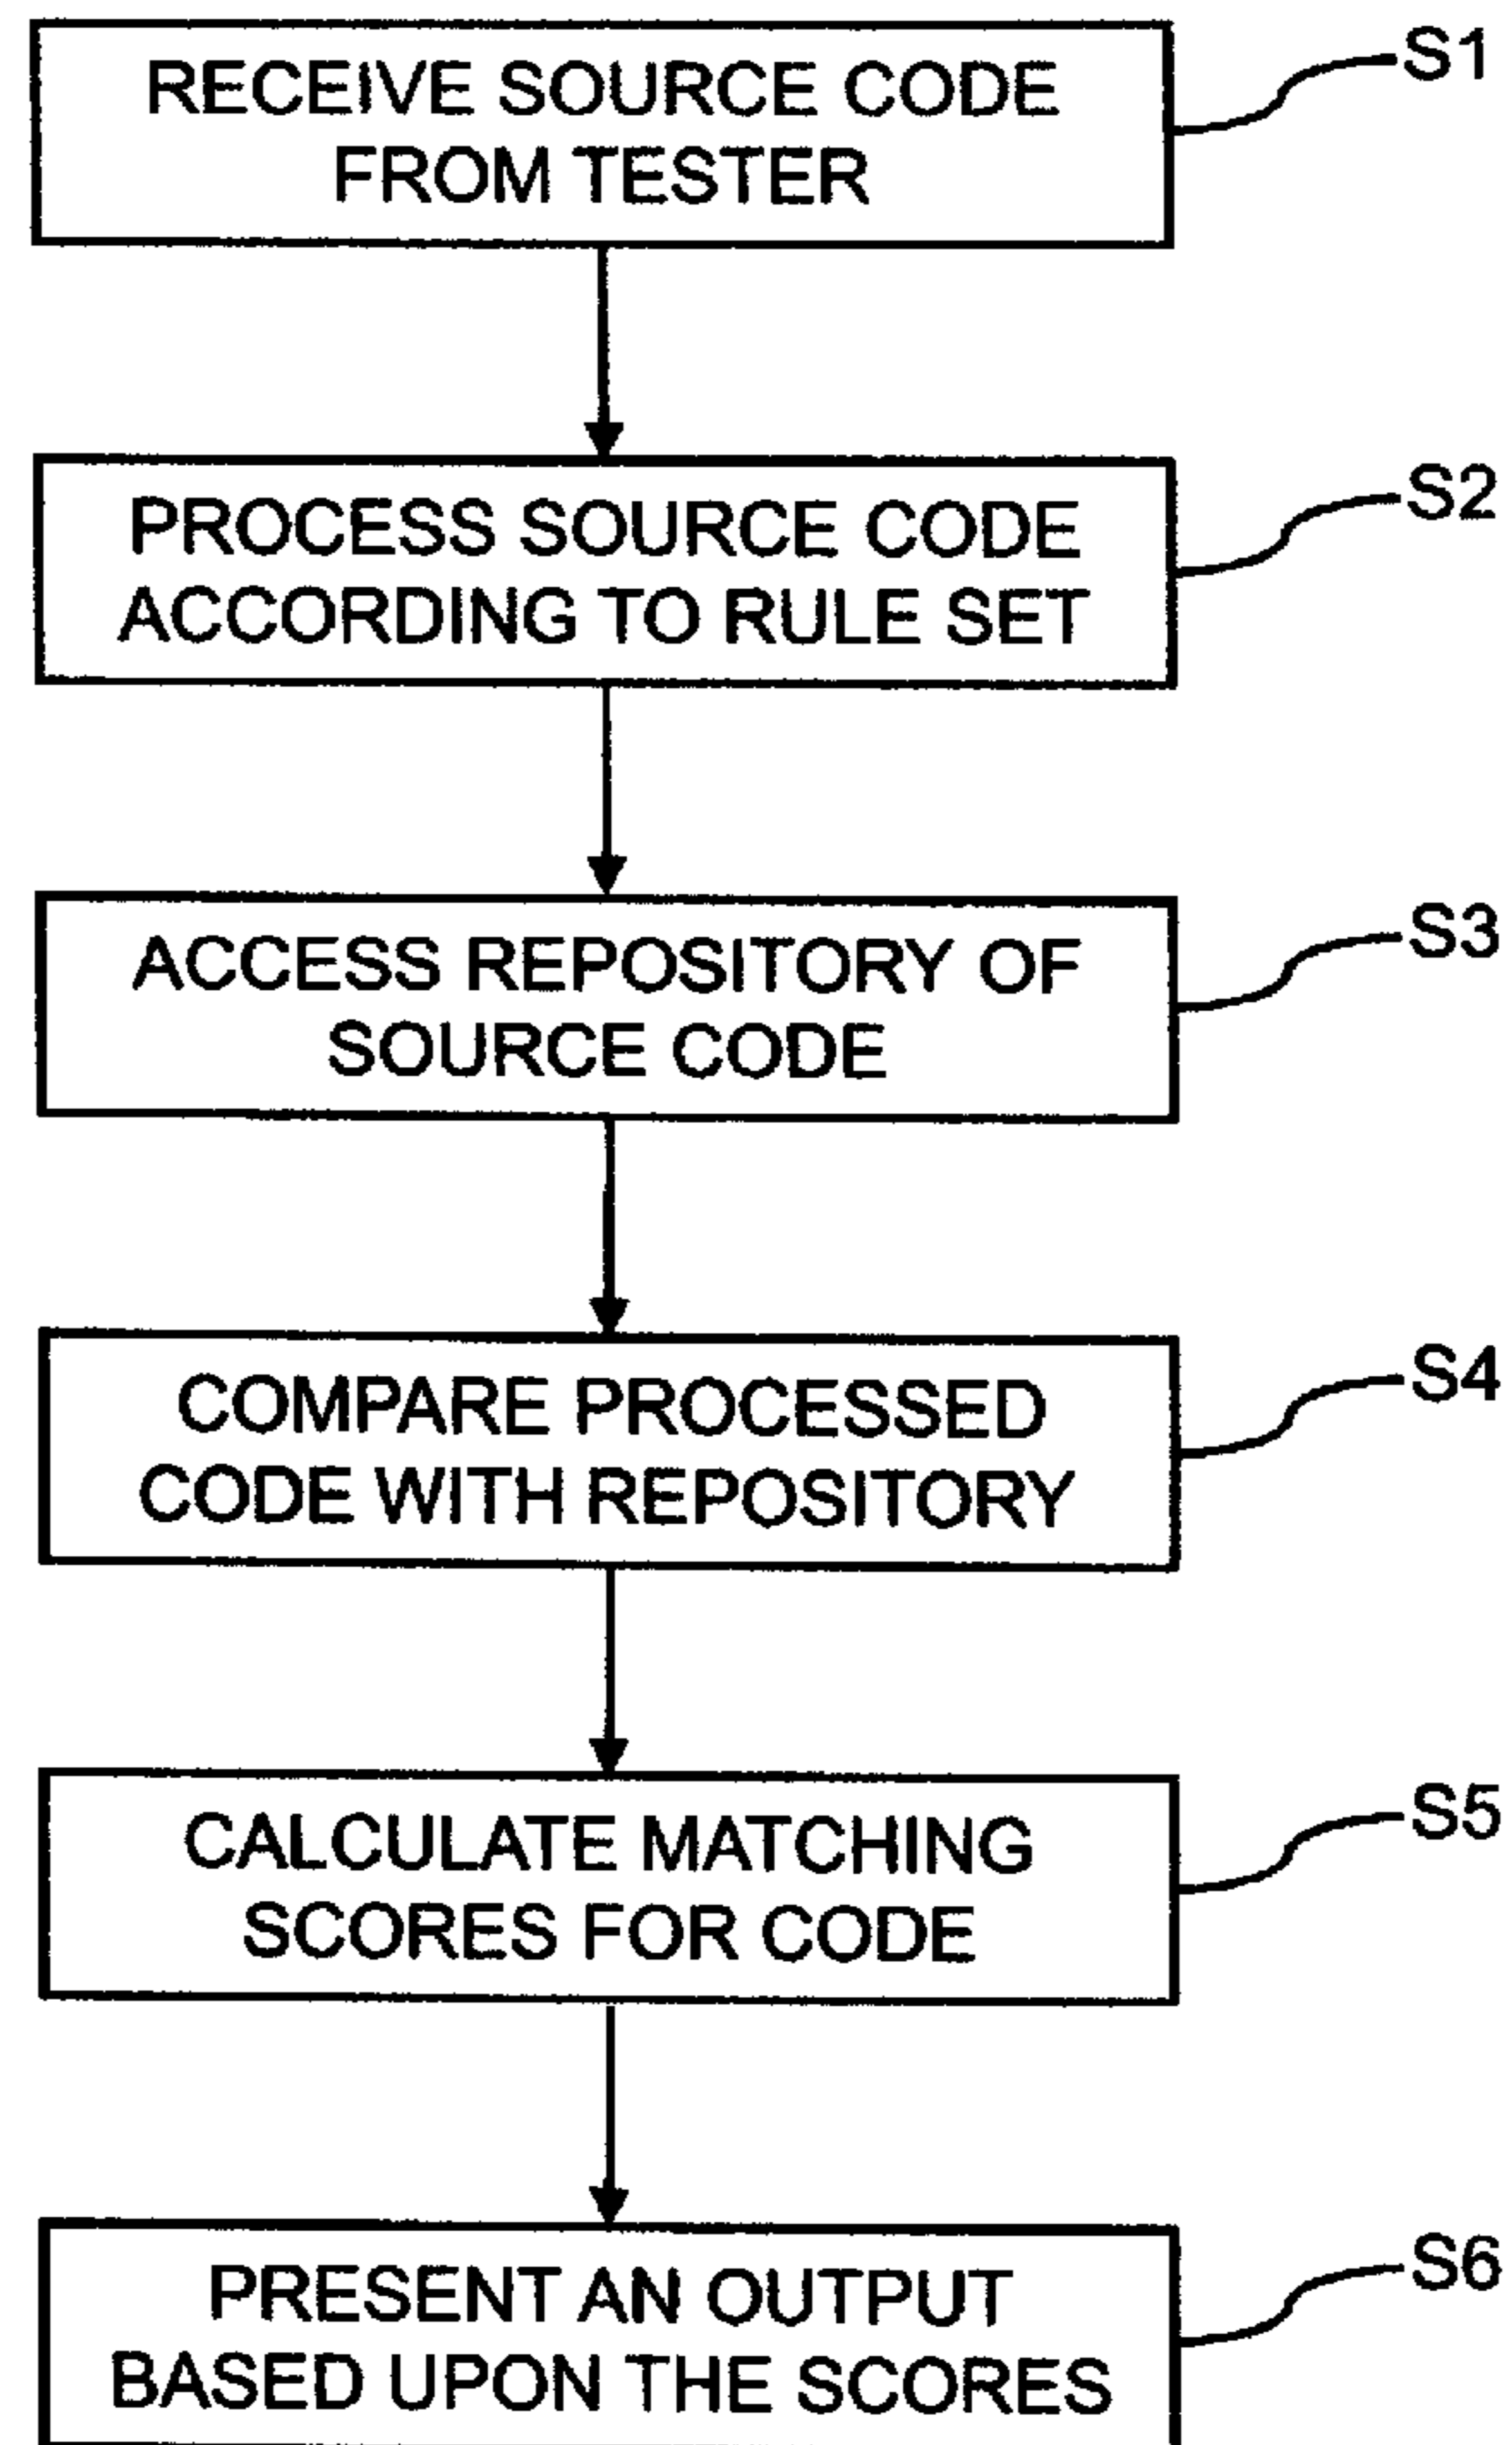 RECEIVE SOURCE CODE
FROM TESTER
S1
PROCESS SOURCE CODE
ACCORDING TO RULE SET
S2
ACCESS REPOSITORY OF
SOURCE CODE
S3
COMPARE PROCESSED
CODE WITH REPOSITORY
S4
CALCULATE MATCHING
SCORES FOR CODE
S5
PRESENT AN OUTPUT
BASED UPON THE SCORES
S6